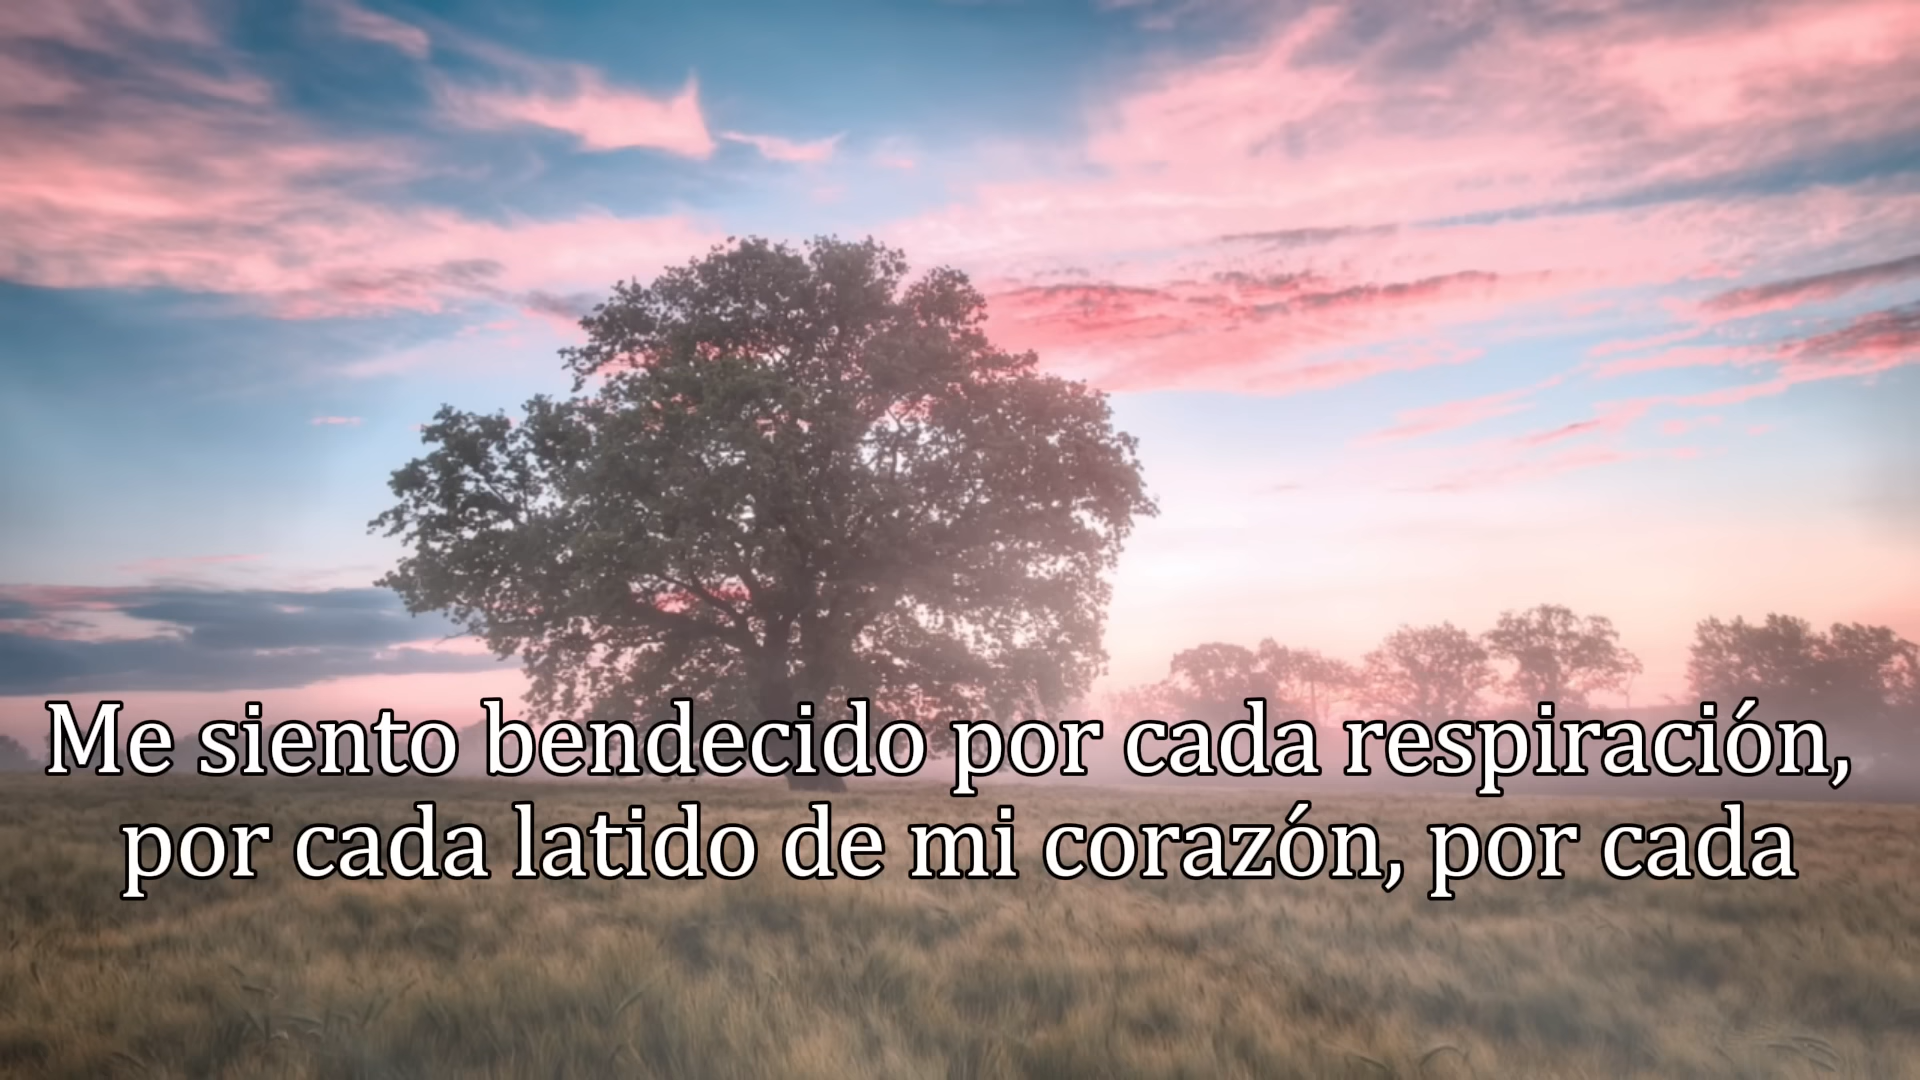 Me siento bendecido por cada respiración,
por cada latido de mi corazón, por cada